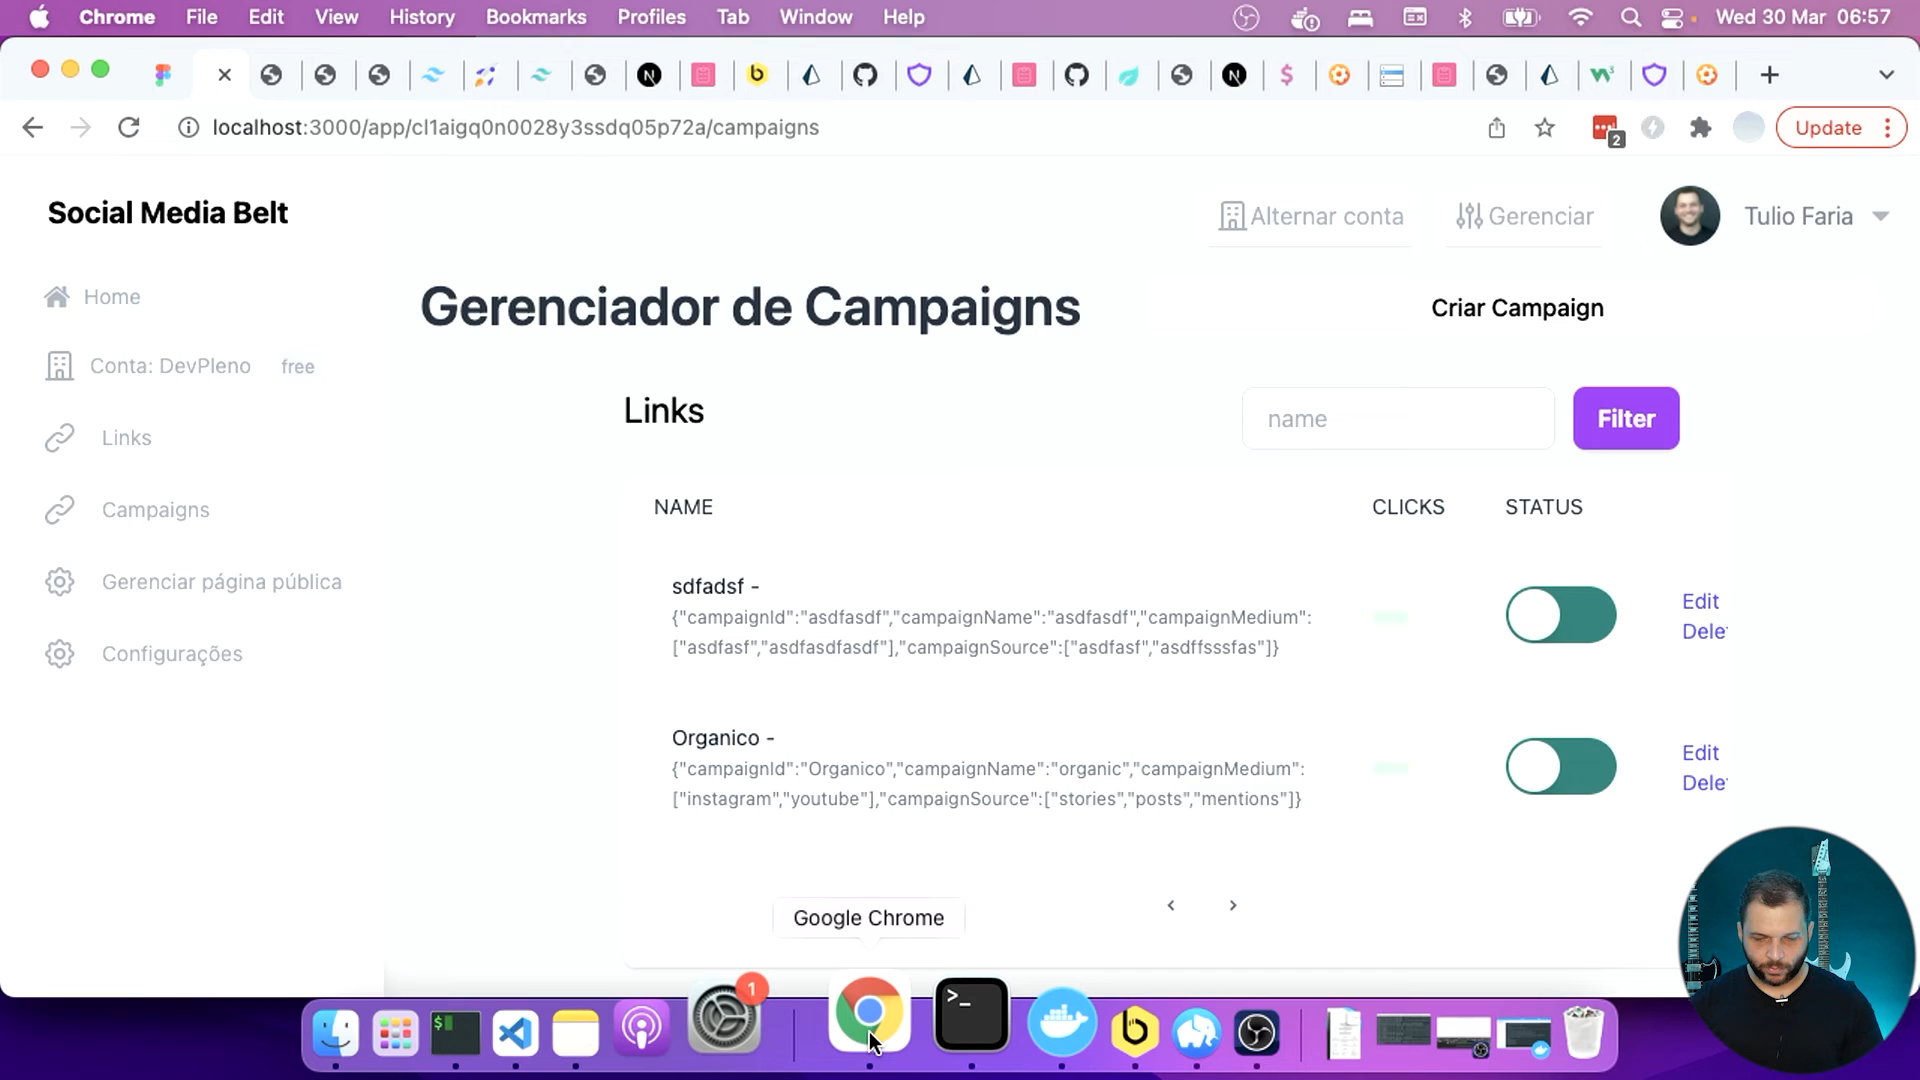 Chrome File Edit View History Bookmarks Profiles Tab Window Help Wed 30 Mar 06:57
localhost:3000/app/cl1aigq0n0028y3ssdq05p72a/campaigns
2
Update
Social Media Belt
Alternar conta
Gerenciar
Tulio Faria
Home
Conta: DevPleno free
Links
Campaigns
Gerenciar página pública
Configurações
Gerenciador de Campaigns
Criar Campaign
Links
name
Filter
NAME CLICKS STATUS
sdfadsf -
{"campaignId":"asdfasdf","campaignName":"asdfasdf","campaignMedium":
["asdfasf","asdfasdfasdf"],"campaignSource":["asdfasf","asdffsssfas"]}
Edit
Delet
Organico -
{"campaignId":"Organico","campaignName":"organic","campaignMedium":
["instagram","youtube"],"campaignSource":["stories","posts","mentions"]}
Edit
Delet
‹ ›
Google Chrome
1